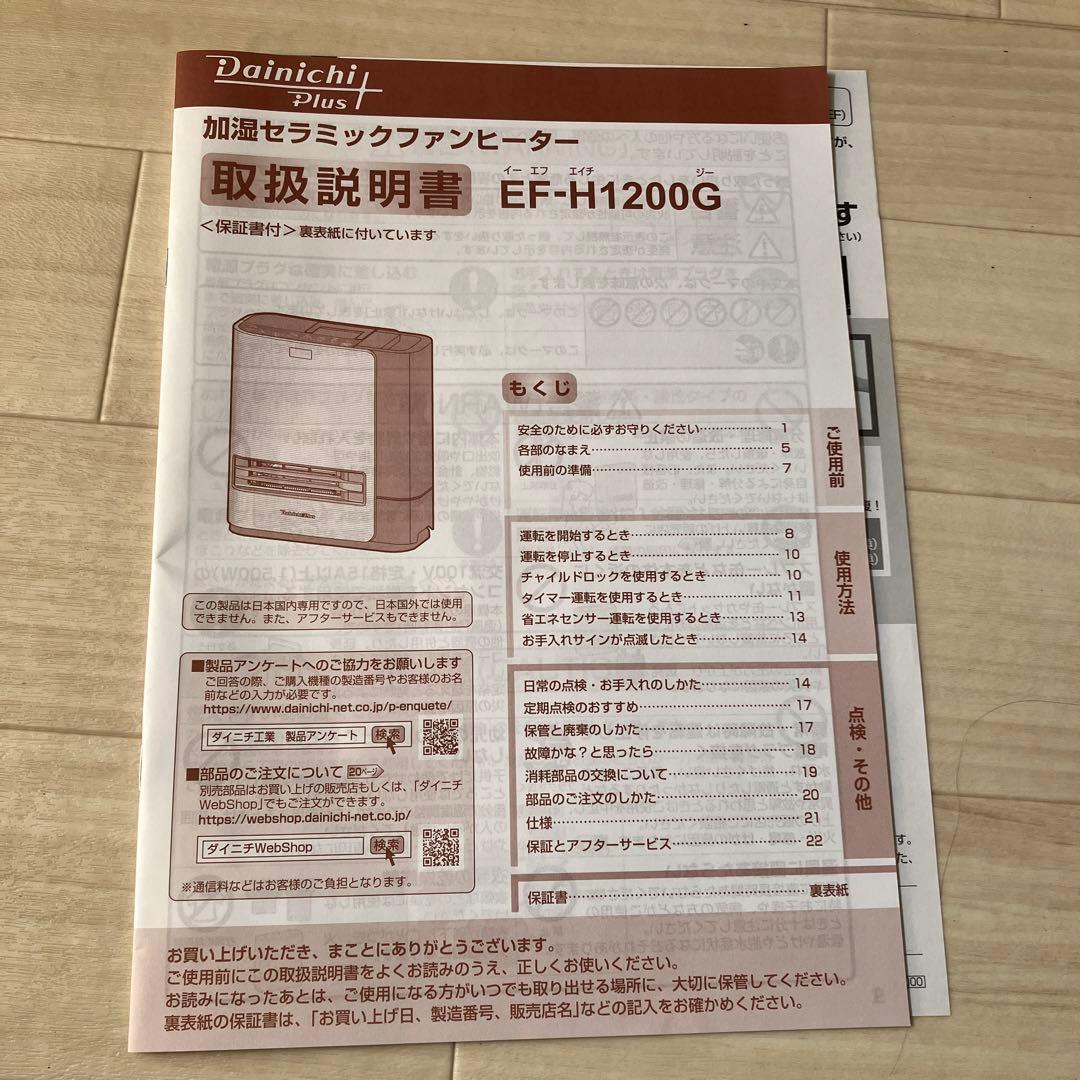 Dainichi
Plus
加湿セラミックファンヒーター
取扱説明書
イー エフ エイチ ジー
EF-H1200G
<保証書付>裏表紙に付いています
もくじ
安全のために必ずお守りください 1
各部のなまえ 5
使用前の準備 7
ご使用前
運転を開始するとき 8
運転を停止するとき 10
チャイルドロックを使用するとき 10
タイマー運転を使用するとき 11
省エネセンサー運転を使用するとき 13
お手入れサインが点滅したとき 14
使用方法
日常の点検・お手入れのしかた 14
定期点検のおすすめ 17
保管と廃棄のしかた 17
故障かな?と思ったら 18
消耗部品の交換について 19
部品のご注文のしかた 20
仕様 21
保証とアフターサービス 22
点検・その他
保証書 裏表紙
Dainichi Plus
この製品は日本国内専用ですので、日本国外では使用
できません。また、アフターサービスもできません。
■製品アンケートへのご協力をお願いします
ご回答の際、ご購入機種の製造番号やお客様のお名
前などの入力が必要です。
https://www.dainichi-net.co.jp/p-enquete/
ダイニチ工業 製品アンケート 検索
■部品のご注文について 20ページ
別売部品はお買い上げの販売店もしくは、「ダイニチ
WebShop」でもご注文ができます。
https://webshop.dainichi-net.co.jp/
ダイニチWebShop 検索
※通信料などはお客様のご負担となります。
お買い上げいただき、まことにありがとうございます。
ご使用前にこの取扱説明書をよくお読みのうえ、正しくお使いください。
お読みになったあとは、ご使用になる方がいつでも取り出せる場所に、大切に保管してください。
裏表紙の保証書は、「お買い上げ日、製造番号、販売店名」などの記入をお確かめください。